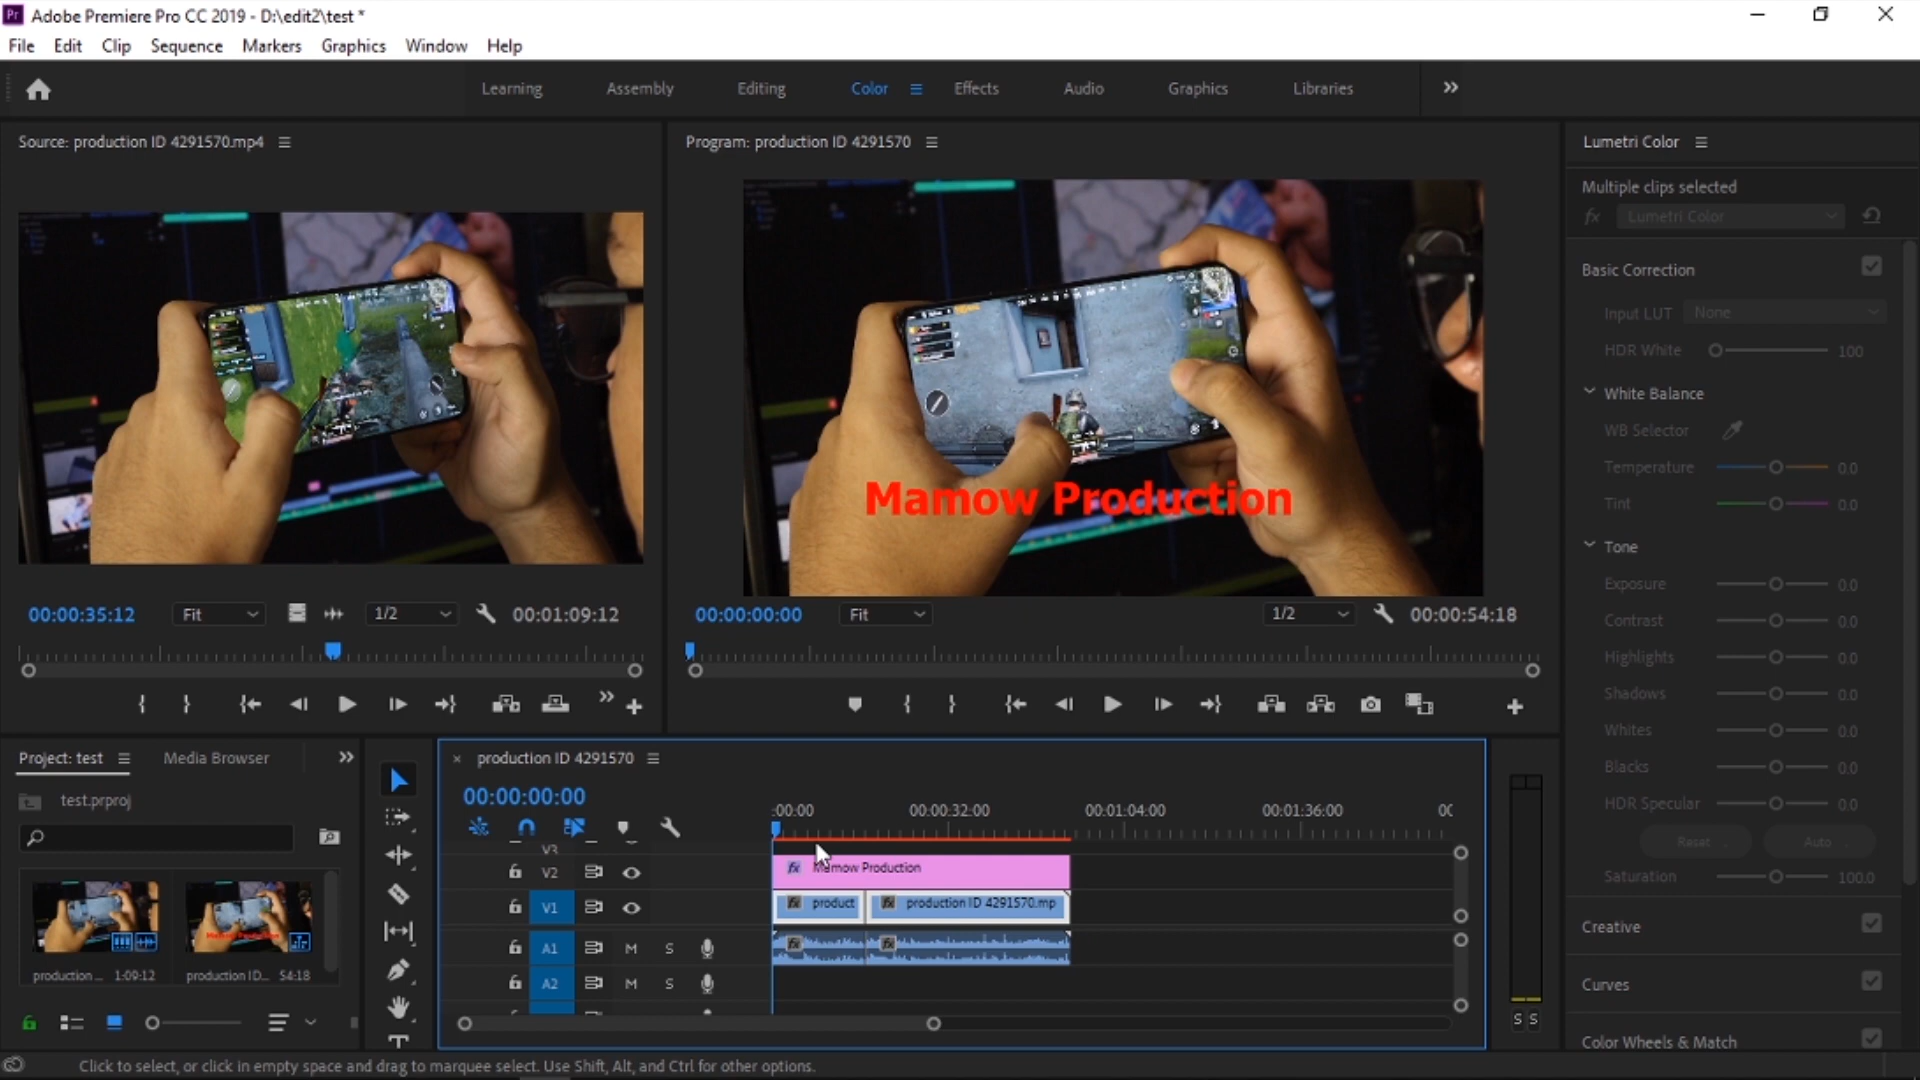 Adobe Premiere Pro CC 2019 - D:\edit2\test *
File Edit Clip Sequence Markers Graphics Window Help
Learning Assembly Editing Color Effects Audio Graphics Libraries
Source: production ID 4291570.mp4
Program: production ID 4291570
Lumetri Color
Multiple clips selected
fx Lumetri Color
Basic Correction
Input LUT None
HDR White 100
White Balance
WB Selector
Temperature 0.0
Tint 0.0
Tone
Exposure 0.0
Contrast 0.0
Highlights 0.0
Shadows 0.0
Whites 0.0
Blacks 0.0
HDR Specular 0.0
Reset Auto
Saturation 100.0
Creative
Curves
Color Wheels & Match
Mamow Production
00:00:35:12 Fit 1/2 00:01:09:12
00:00:00:00 Fit 1/2 00:00:54:18
Project: test Media Browser
test.prproj
production ... 1:09:12
production ID... 54:18
production ID 4291570
00:00:00:00
:00:00 00:00:32:00 00:01:04:00 00:01:36:00 00
V3
V2 fx Mamow Production
V1 fx product fx production ID 4291570.mp
A1 M S fx fx
A2 M S
S S
Click to select, or click in empty space and drag to marquee select. Use Shift, Alt, and Ctrl for other options.